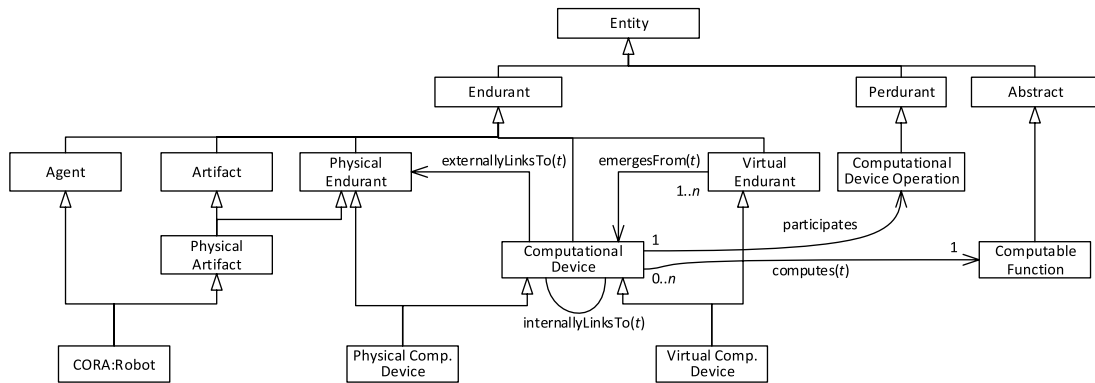 Entity
Endurant
Perdurant
Abstract
Agent
Artifact
Physical
Endurant
externallyLinksTo(t)
emergesFrom(t)
1..n
Virtual
Endurant
Computational
Device Operation
Physical
Artifact
Computational
Device
1
participates
0..n
computes(t)
1
Computable
Function
internallyLinksTo(t)
CORA:Robot
Physical Comp.
Device
Virtual Comp.
Device